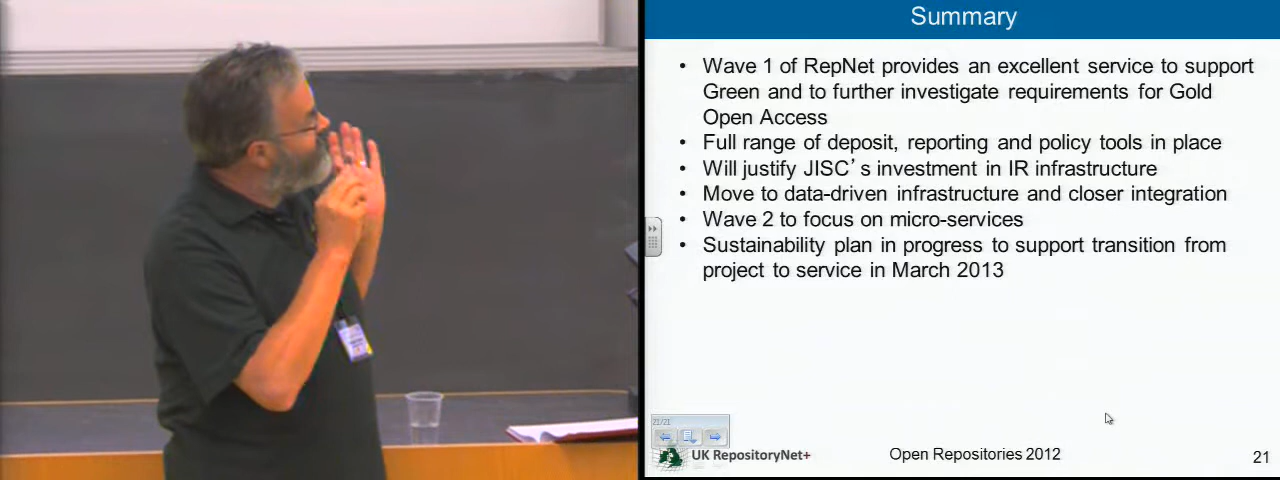 Summary
• Wave 1 of RepNet provides an excellent service to support
Green and to further investigate requirements for Gold
Open Access
• Full range of deposit, reporting and policy tools in place
• Will justify JISC's investment in IR infrastructure
• Move to data-driven infrastructure and closer integration
• Wave 2 to focus on micro-services
• Sustainability plan in progress to support transition from
project to service in March 2013
21/21
UK RepositoryNet+
Open Repositories 2012
21